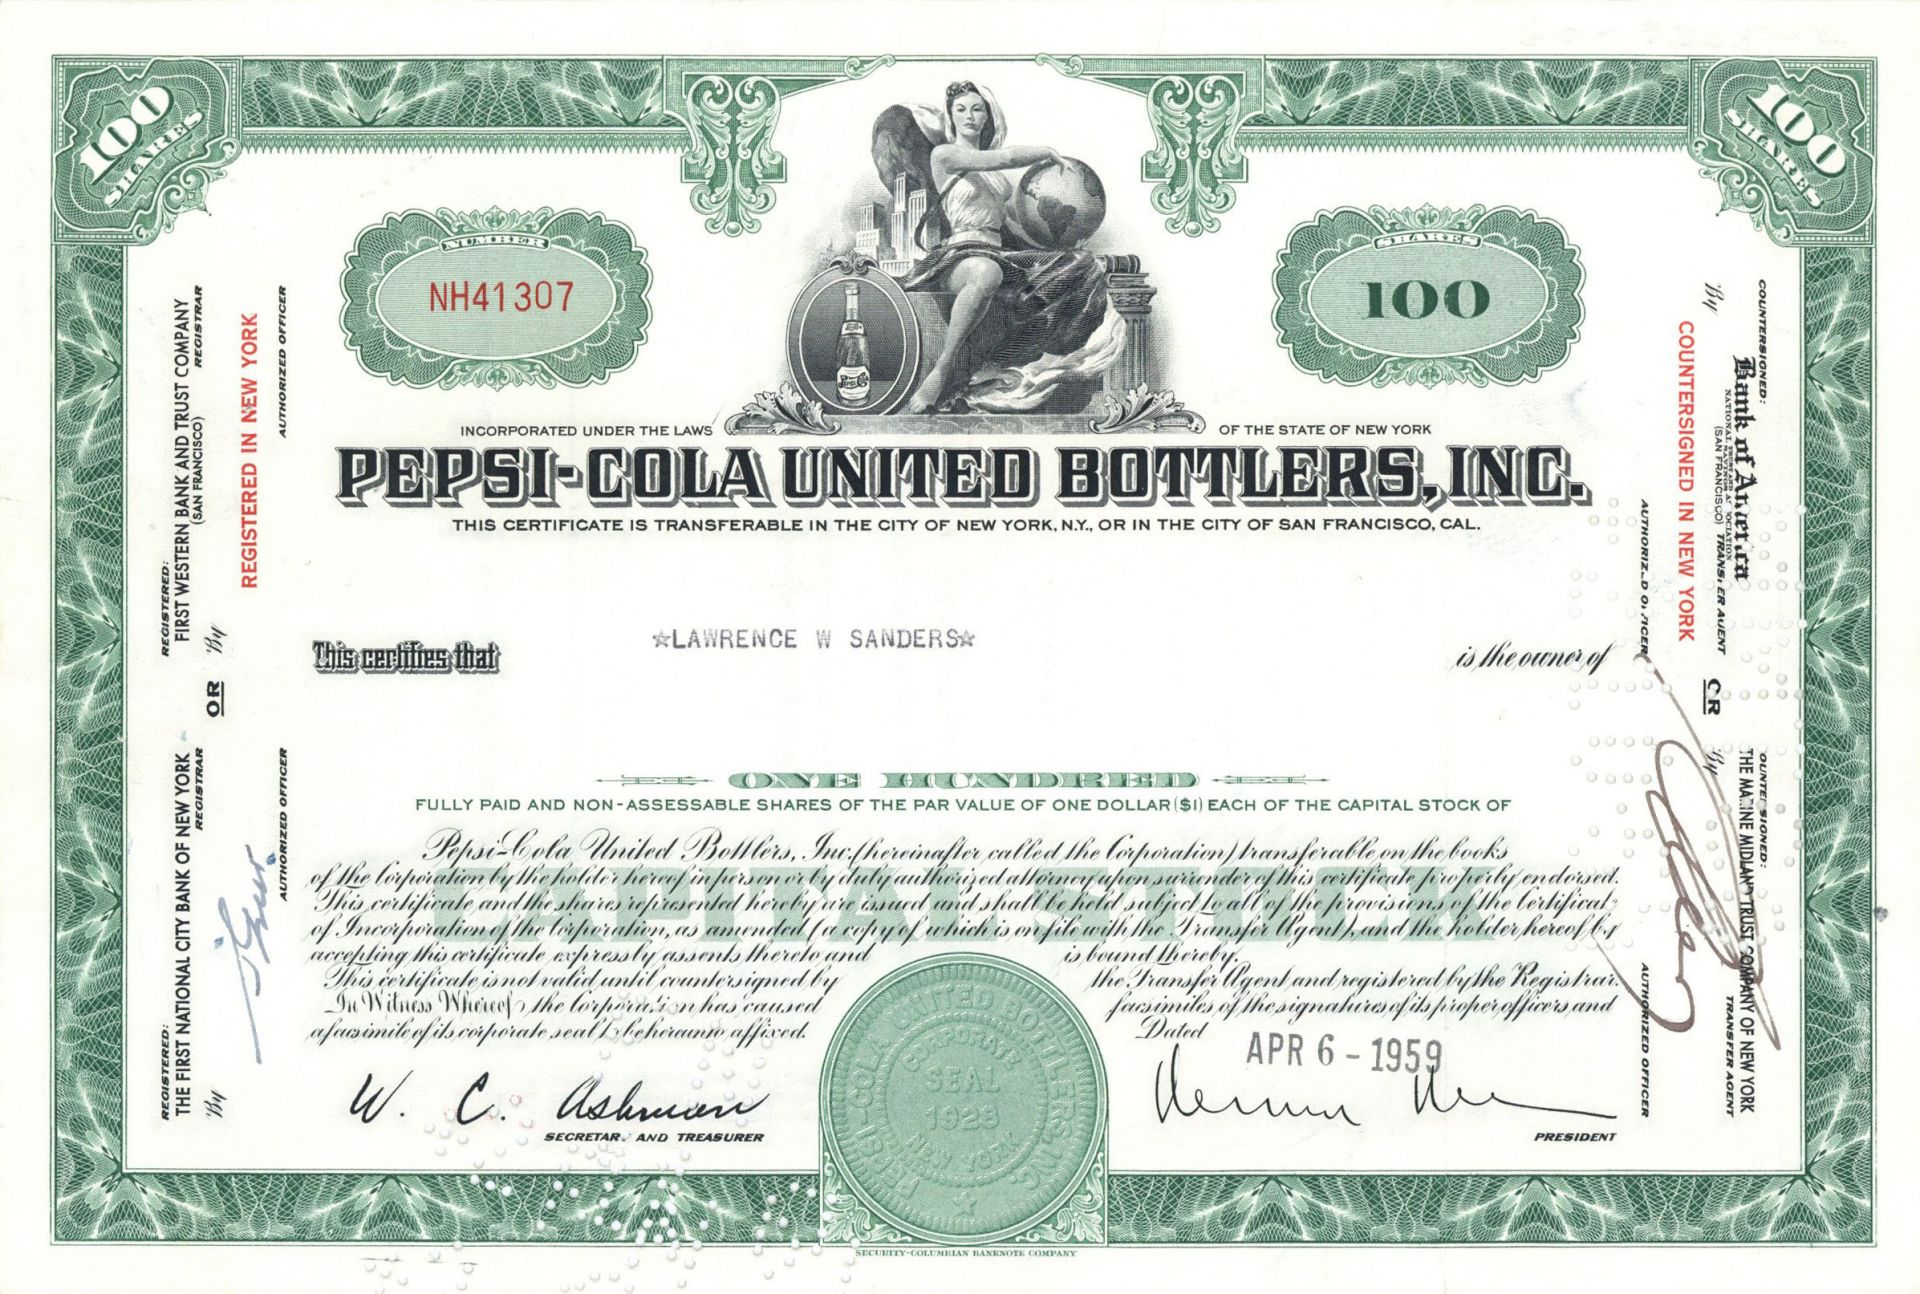 100 SHARES
100 SHARES
NUMBER
NH41307
SHARES
100
PEPSI-COLA
INCORPORATED UNDER THE LAWS
OF THE STATE OF NEW YORK
PEPSI-COLA UNITED BOTTLERS, INC.
THIS CERTIFICATE IS TRANSFERABLE IN THE CITY OF NEW YORK, N.Y., OR IN THE CITY OF SAN FRANCISCO, CAL.
This certifies that
*LAWRENCE W SANDERS*
is the owner of
ONE HUNDRED
FULLY PAID AND NON-ASSESSABLE SHARES OF THE PAR VALUE OF ONE DOLLAR ($1) EACH OF THE CAPITAL STOCK OF
CAPITAL STOCK
Pepsi-Cola United Bottlers, Inc. (hereinafter called the Corporation) transferable on the books
of the Corporation by the holder hereof in person or by duly authorized attorney upon surrender of this certificate properly endorsed.
This certificate and the shares represented hereby are issued and shall be held subject to all of the provisions of the Certificate
of Incorporation of the Corporation, as amended (a copy of which is on file with the Transfer Agent), and the holder hereof by
accepting this certificate expressly assents thereto and is bound thereby.
This certificate is not valid until countersigned by the Transfer Agent and registered by the Registrar.
In Witness Whereof, the Corporation has caused facsimiles of the signatures of its proper officers and
a facsimile of its corporate seal to be hereunto affixed.
Dated
APR 6 - 1959
W. C. Ashman
SECRETARY AND TREASURER
PRESIDENT
PEPSI-COLA UNITED BOTTLERS, INC.
CORPORATE
SEAL
1923
NEW YORK
SECURITY-COLUMBIAN BANKNOTE COMPANY
REGISTERED:
FIRST WESTERN BANK AND TRUST COMPANY
(SAN FRANCISCO)
REGISTRAR
By
REGISTERED IN NEW YORK
AUTHORIZED OFFICER
OR
REGISTERED:
THE FIRST NATIONAL CITY BANK OF NEW YORK
REGISTRAR
By
AUTHORIZED OFFICER
COUNTERSIGNED:
Bank of America
NATIONAL TRUST AND SAVINGS ASSOCIATION
(SAN FRANCISCO)
TRANSFER AGENT
By
COUNTERSIGNED IN NEW YORK
AUTHORIZED OFFICER
OR
COUNTERSIGNED:
THE MARINE MIDLAND TRUST COMPANY OF NEW YORK
TRANSFER AGENT
By
AUTHORIZED OFFICER